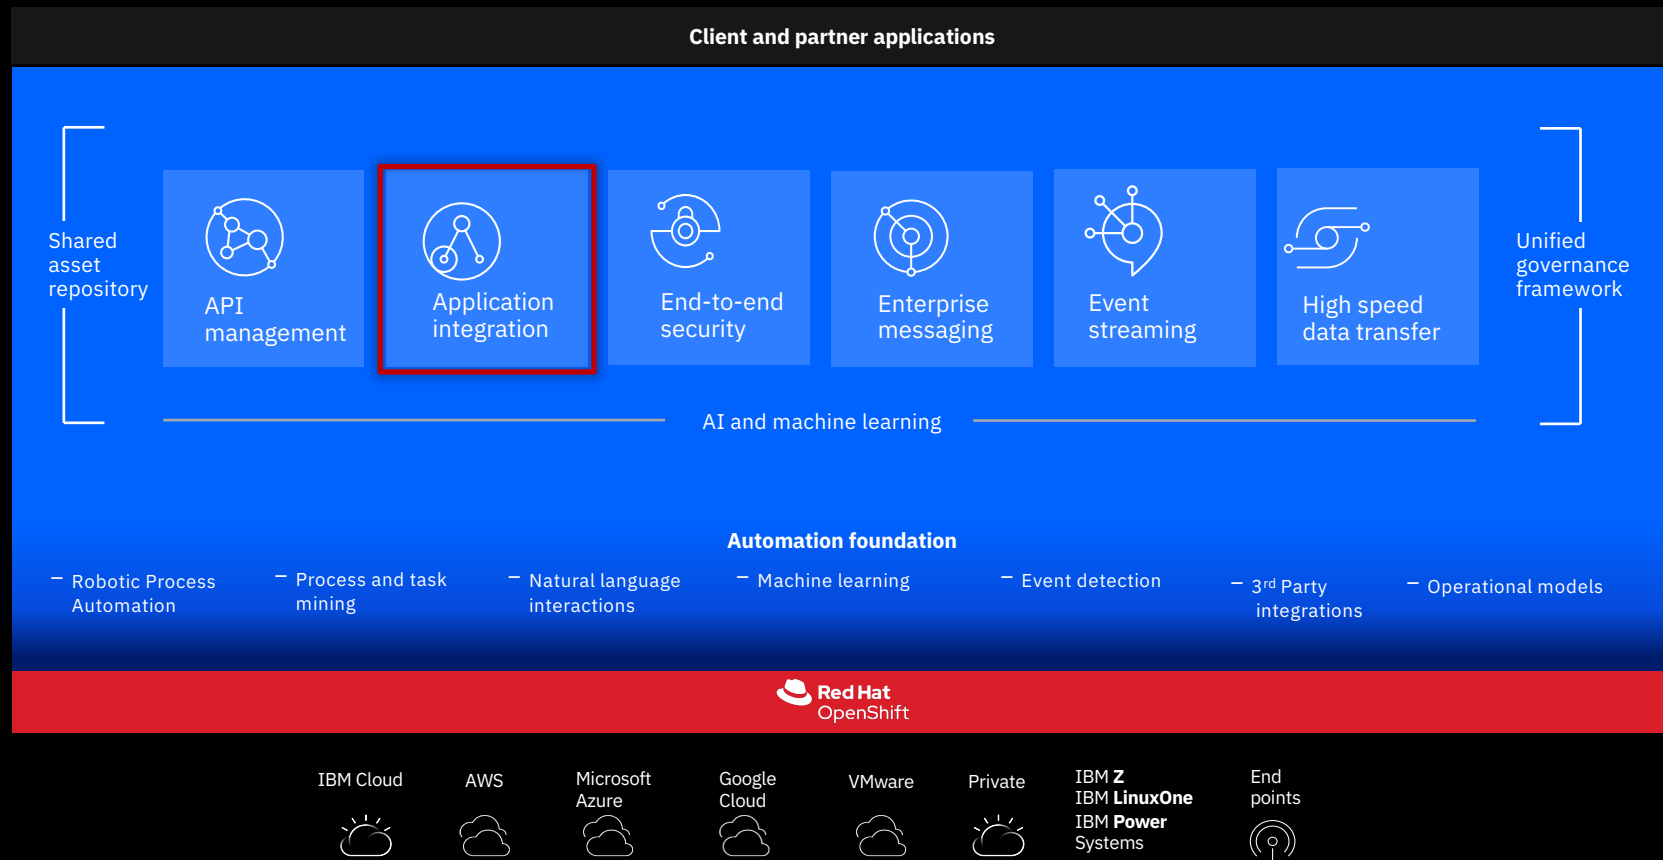 Client and partner applications
Shared
asset
repository
API
management
Application
integration
End-to-end
security
Enterprise
messaging
Event
streaming
High speed
data transfer
Unified
governance
framework
AI and machine learning
Automation foundation
– Robotic Process
Automation
– Process and task
mining
– Natural language
interactions
– Machine learning
– Event detection
– 3rd Party
integrations
– Operational models
Red Hat
OpenShift
IBM Cloud
AWS
Microsoft
Azure
Google
Cloud
VMware
Private
IBM Z
IBM LinuxOne
IBM Power
Systems
End
points